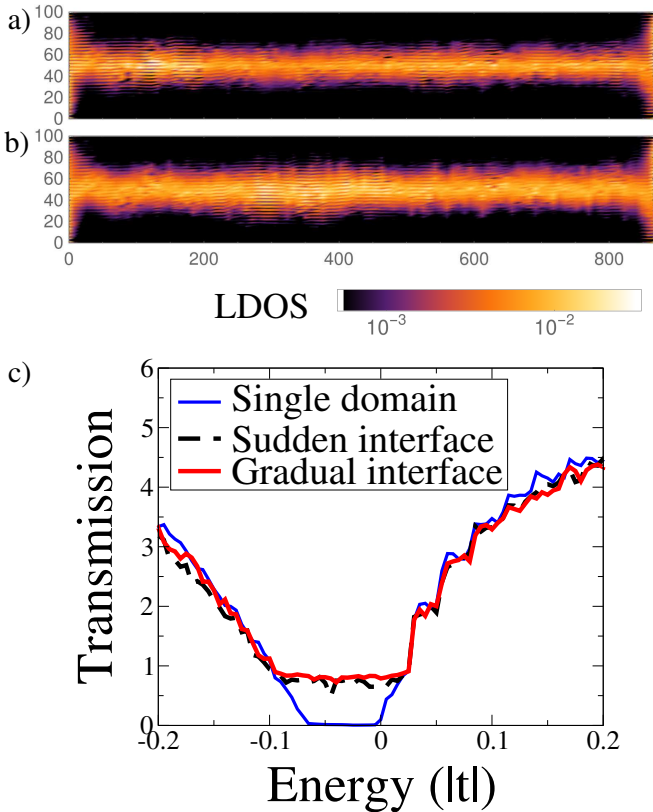 a)
100
80
60
40
20
0
b)
100
80
60
40
20
0
0 200 400 600 800
LDOS
10⁻³ 10⁻²
c)
6
5
4
3
2
1
0
Transmission
Single domain
Sudden interface
Gradual interface
-0.2 -0.1 0 0.1 0.2
Energy (|t|)